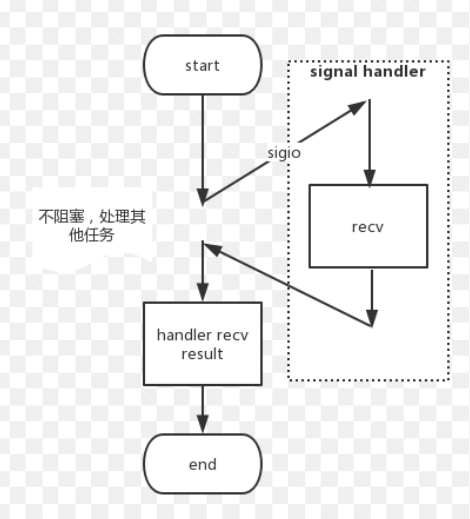 start
signal handler
sigio
不阻塞，处理其
他任务
recv
handler recv
result
end